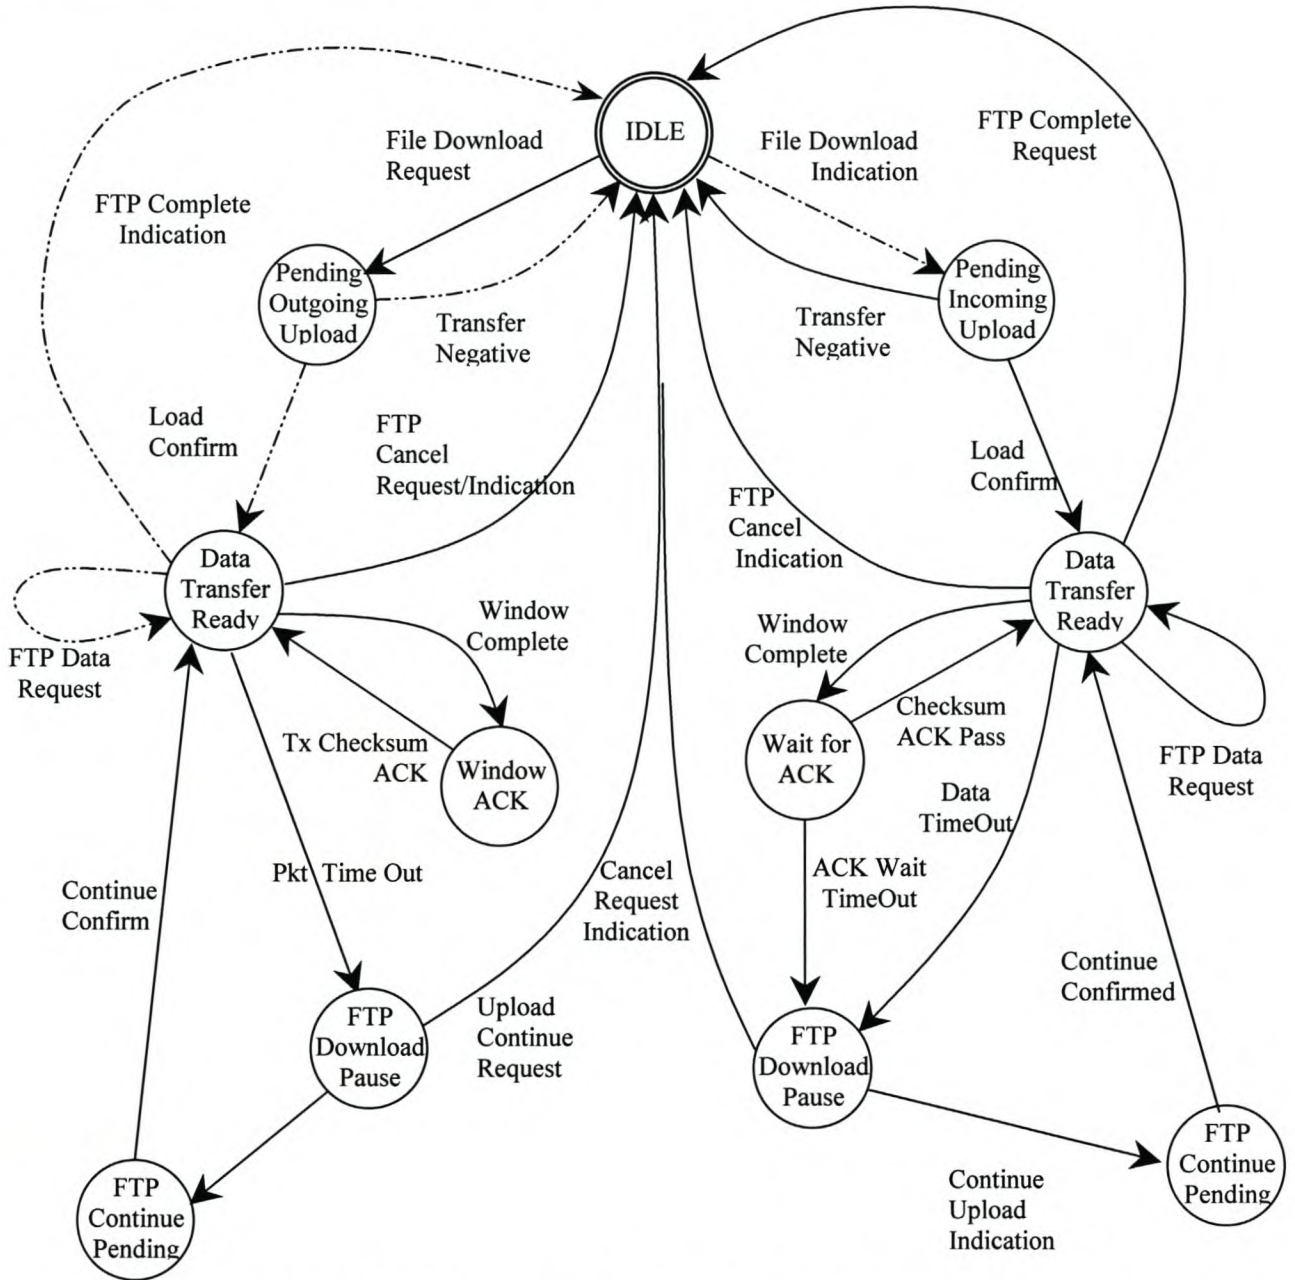 IDLE
File Download
Request
File Download
Indication
FTP Complete
Request
FTP Complete
Indication
Pending
Outgoing
Upload
Pending
Incoming
Upload
Transfer
Negative
Transfer
Negative
Load
Confirm
FTP
Cancel
Request/Indication
Load
Confirm
FTP
Cancel
Indication
Data
Transfer
Ready
Data
Transfer
Ready
Window
Complete
Window
Complete
FTP Data
Request
Tx Checksum
ACK
Window
ACK
Wait for
ACK
Checksum
ACK Pass
FTP Data
Request
Data
TimeOut
Pkt Time Out
Continue
Confirm
Cancel
Request
Indication
ACK Wait
TimeOut
Continue
Confirmed
FTP
Download
Pause
Upload
Continue
Request
FTP
Download
Pause
FTP
Continue
Pending
Continue
Upload
Indication
FTP
Continue
Pending